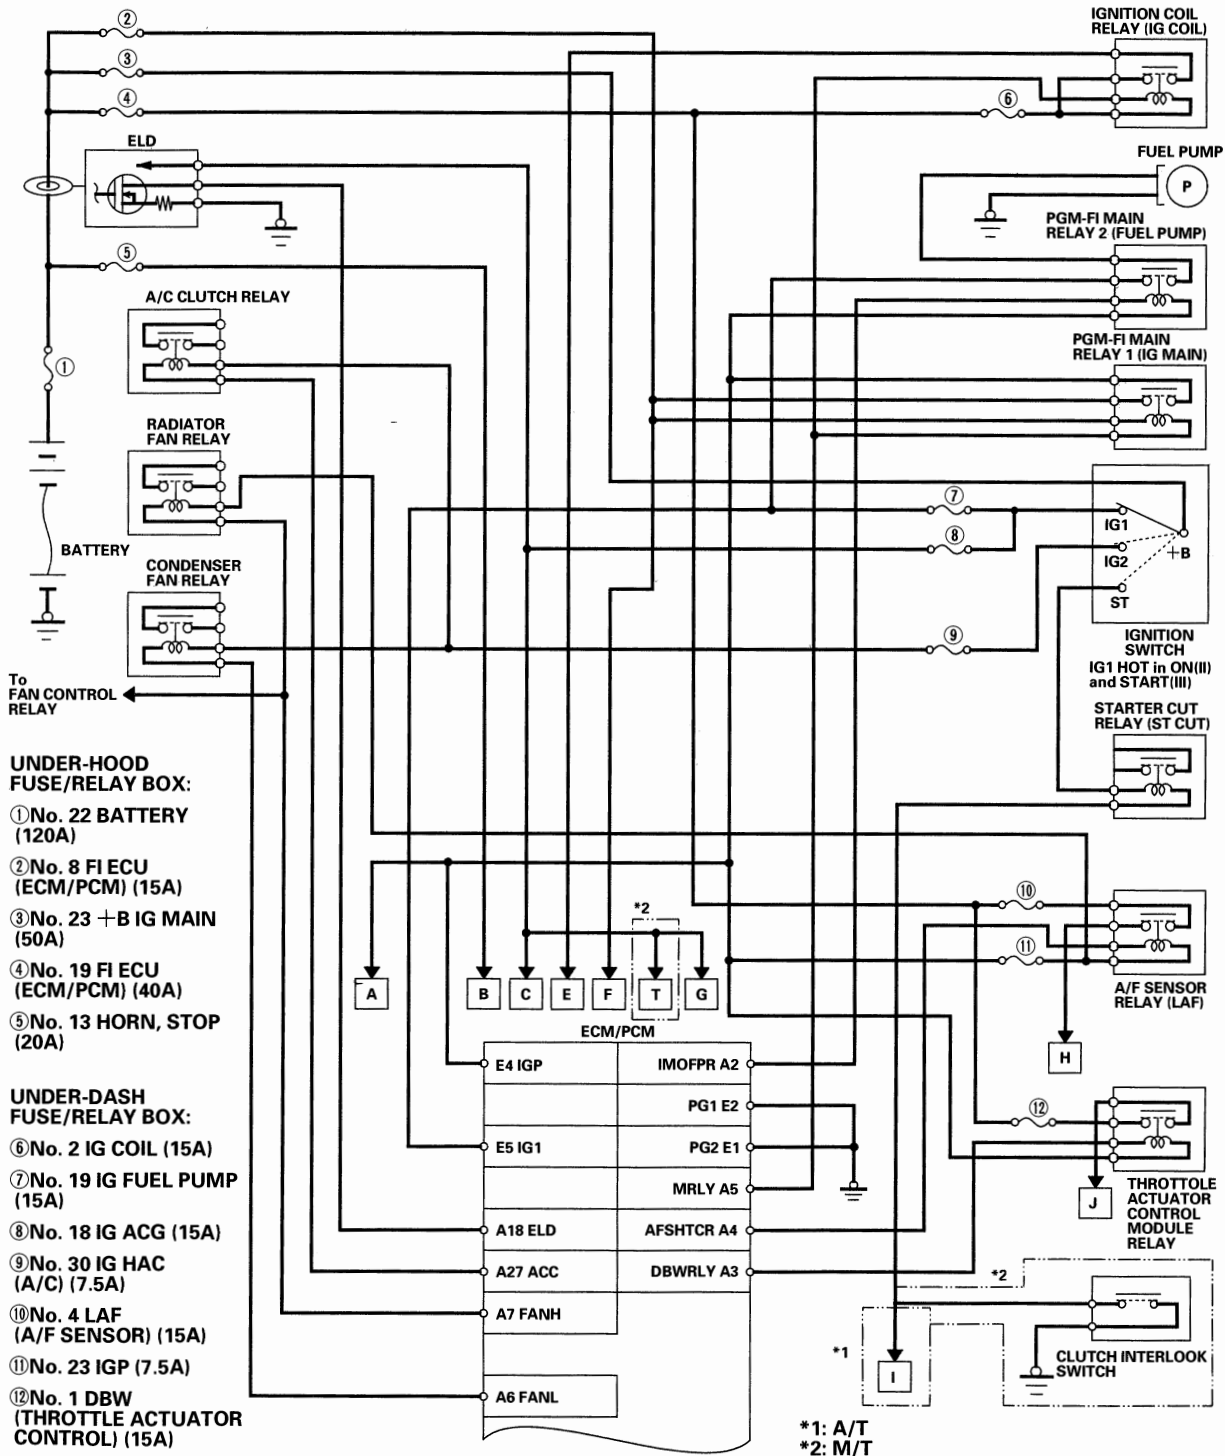 ②
③
④
⑤
①
⑥
IGNITION COIL
RELAY (IG COIL)
ELD
FUEL PUMP
P
PGM-FI MAIN
RELAY 2 (FUEL PUMP)
A/C CLUTCH RELAY
PGM-FI MAIN
RELAY 1 (IG MAIN)
RADIATOR
FAN RELAY
BATTERY
CONDENSER
FAN RELAY
⑦
⑧
⑨
IG1
IG2
+B
ST
IGNITION
SWITCH
IG1 HOT in ON(II)
and START(III)
To
FAN CONTROL
RELAY
STARTER CUT
RELAY (ST CUT)
UNDER-HOOD
FUSE/RELAY BOX:
①No. 22 BATTERY
(120A)
②No. 8 FI ECU
(ECM/PCM) (15A)
③No. 23 +B IG MAIN
(50A)
④No. 19 FI ECU
(ECM/PCM) (40A)
⑤No. 13 HORN, STOP
(20A)
UNDER-DASH
FUSE/RELAY BOX:
⑥No. 2 IG COIL (15A)
⑦No. 19 IG FUEL PUMP
(15A)
⑧No. 18 IG ACG (15A)
⑨No. 30 IG HAC
(A/C) (7.5A)
⑩No. 4 LAF
(A/F SENSOR) (15A)
⑪No. 23 IGP (7.5A)
⑫No. 1 DBW
(THROTTLE ACTUATOR
CONTROL) (15A)
*2
A
B
C
E
F
T
G
⑩
⑪
A/F SENSOR
RELAY (LAF)
H
ECM/PCM
E4 IGP
IMOFPR A2
PG1 E2
E5 IG1
PG2 E1
MRLY A5
A18 ELD
AFSHTCR A4
A27 ACC
DBWRLY A3
A7 FANH
A6 FANL
⑫
J
THROTTOLE
ACTUATOR
CONTROL
MODULE
RELAY
*2
*1
I
CLUTCH INTERLOOK
SWITCH
*1: A/T
*2: M/T